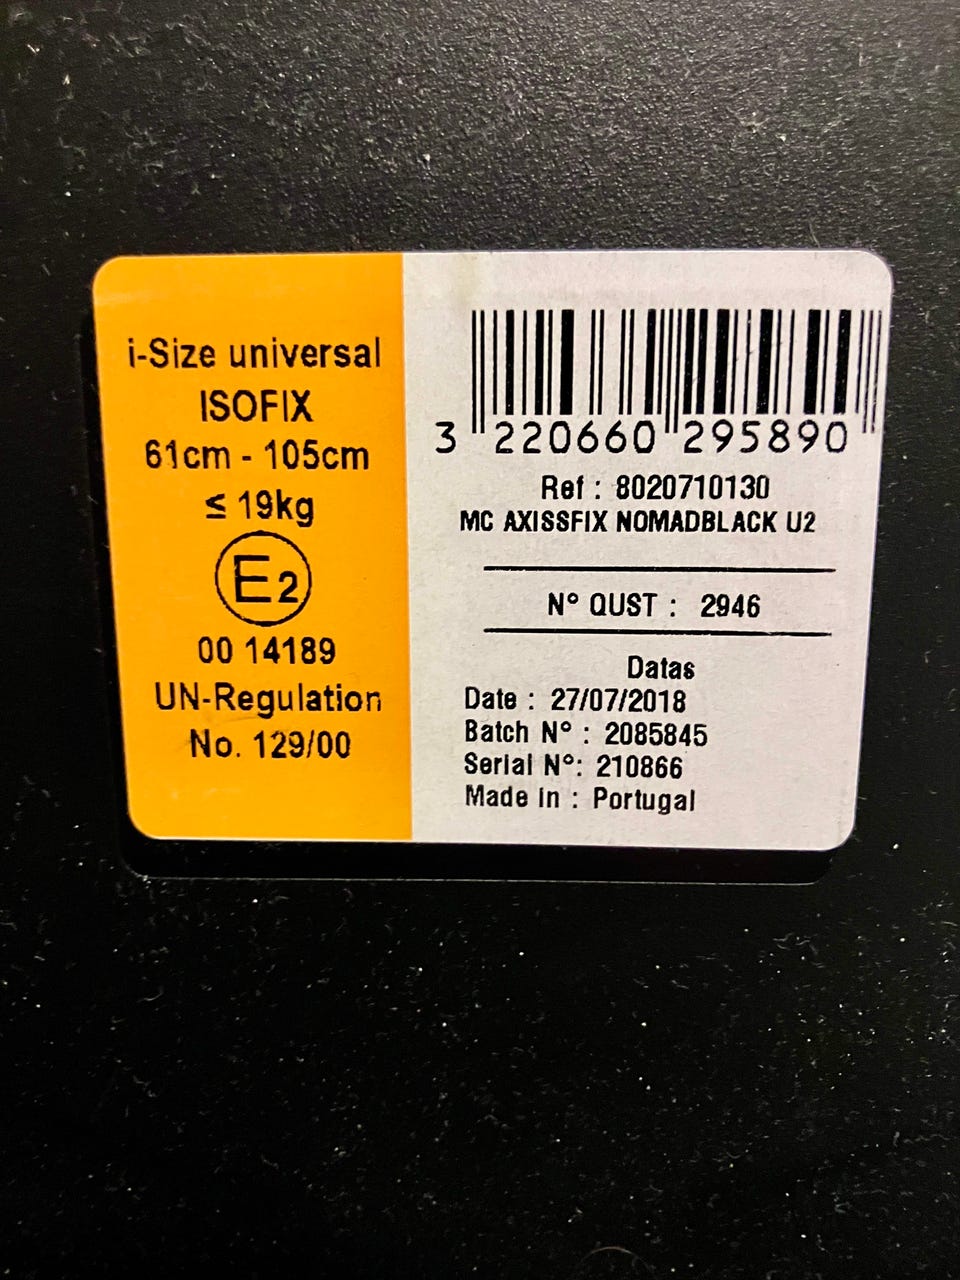 i-Size universal
ISOFIX
61cm - 105cm
≤ 19kg
E2
00 14189
UN-Regulation
No. 129/00
3 220660 295890
Ref : 8020710130
MC AXISSFIX NOMADBLACK U2
N° QUST : 2946
Datas
Date : 27/07/2018
Batch N° : 2085845
Serial N°: 210866
Made in : Portugal